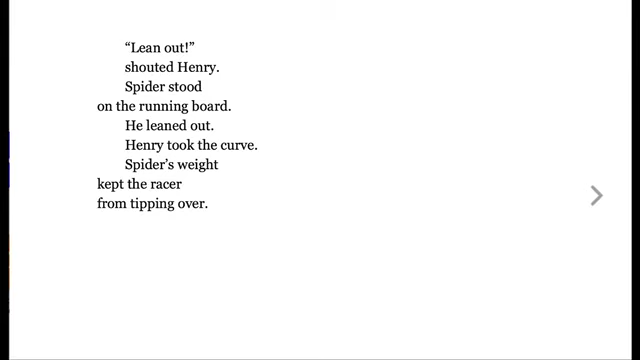 “Lean out!”
shouted Henry.
Spider stood
on the running board.
He leaned out.
Henry took the curve.
Spider’s weight
kept the racer
from tipping over.